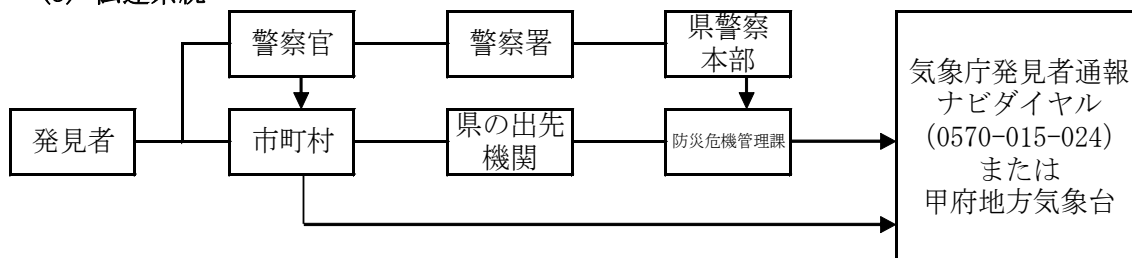 (3) 伝達系統
警察官
警察署
県警察
本部
発見者
市町村
県の出先
機関
防災危機管理課
気象庁発見者通報
ナビダイヤル
(0570-015-024)
または
甲府地方気象台